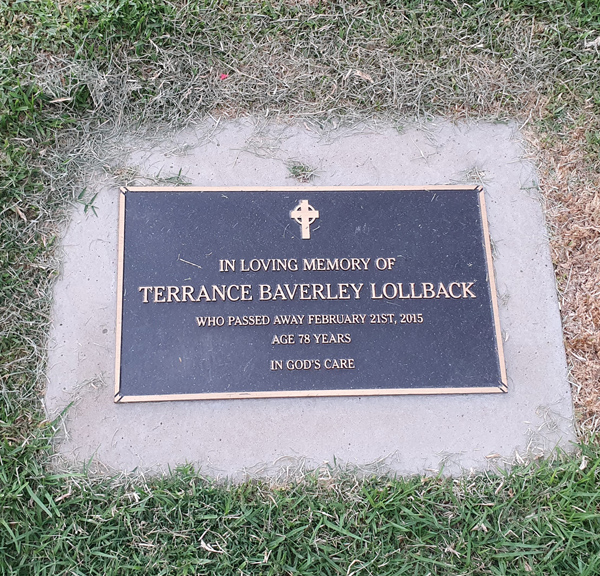 IN LOVING MEMORY OF
TERRANCE BAVERLEY LOLLBACK
WHO PASSED AWAY FEBRUARY 21ST, 2015
AGE 78 YEARS
IN GOD'S CARE